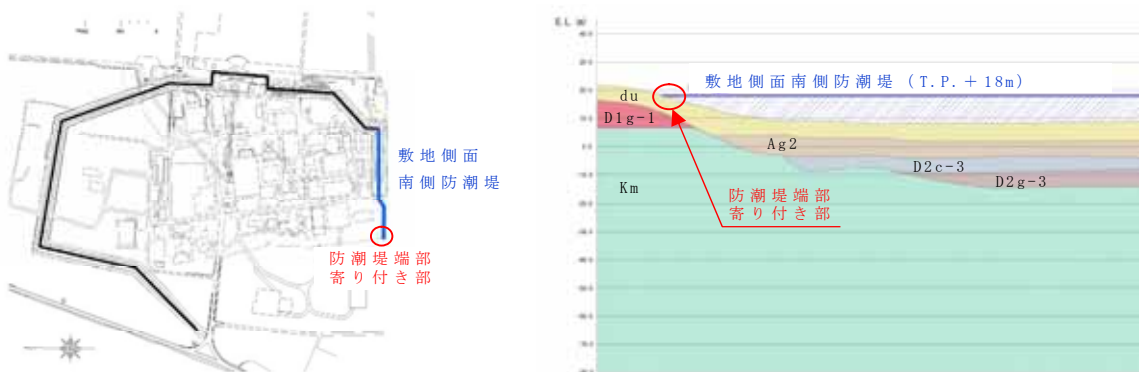 敷地側面
南側防潮堤
防潮堤端部
寄り付き部
E.L. m
敷地側面南側防潮堤 (T.P.+18m)
du
D1g-1
Ag2
D2c-3
Km
D2g-3
防潮堤端部
寄り付き部